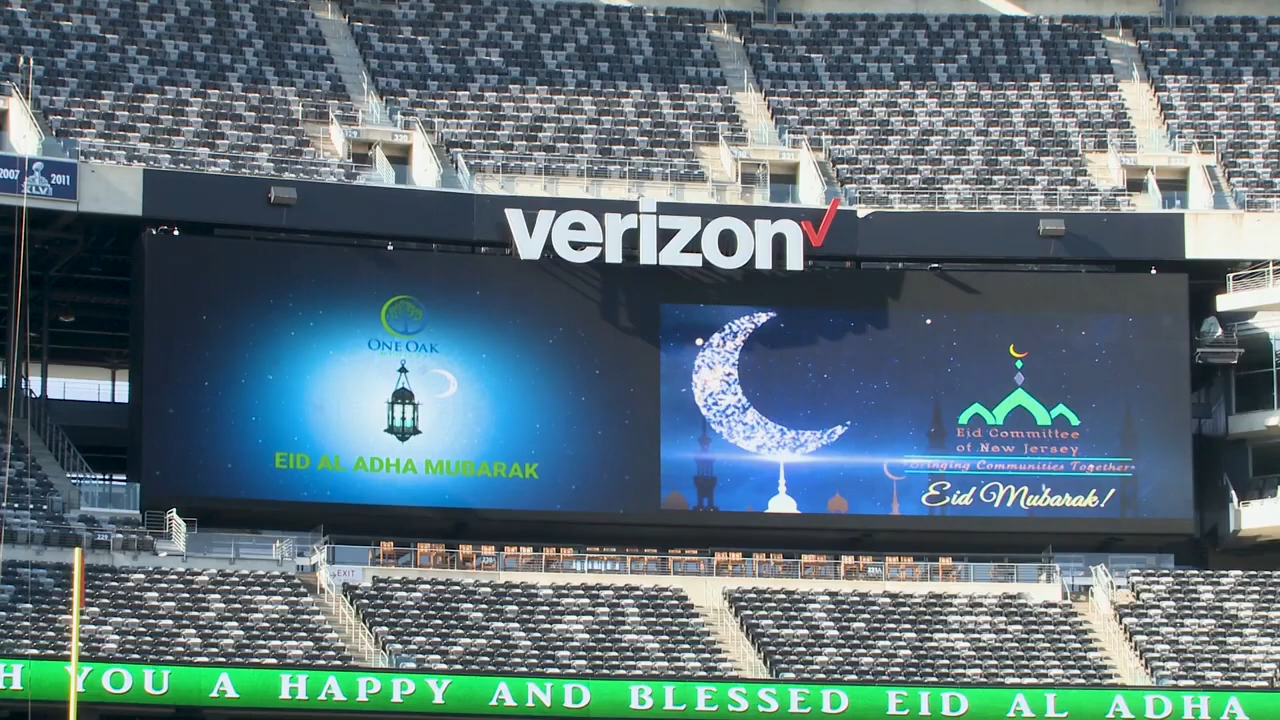 2007
XLVI
2011
verizon
ONE OAK
EID AL ADHA MUBARAK
Eid Committee
of New Jersey
Bringing Communities Together
Eid Mubarak!
EXIT
H YOU A HAPPY AND BLESSED EID AL ADHA